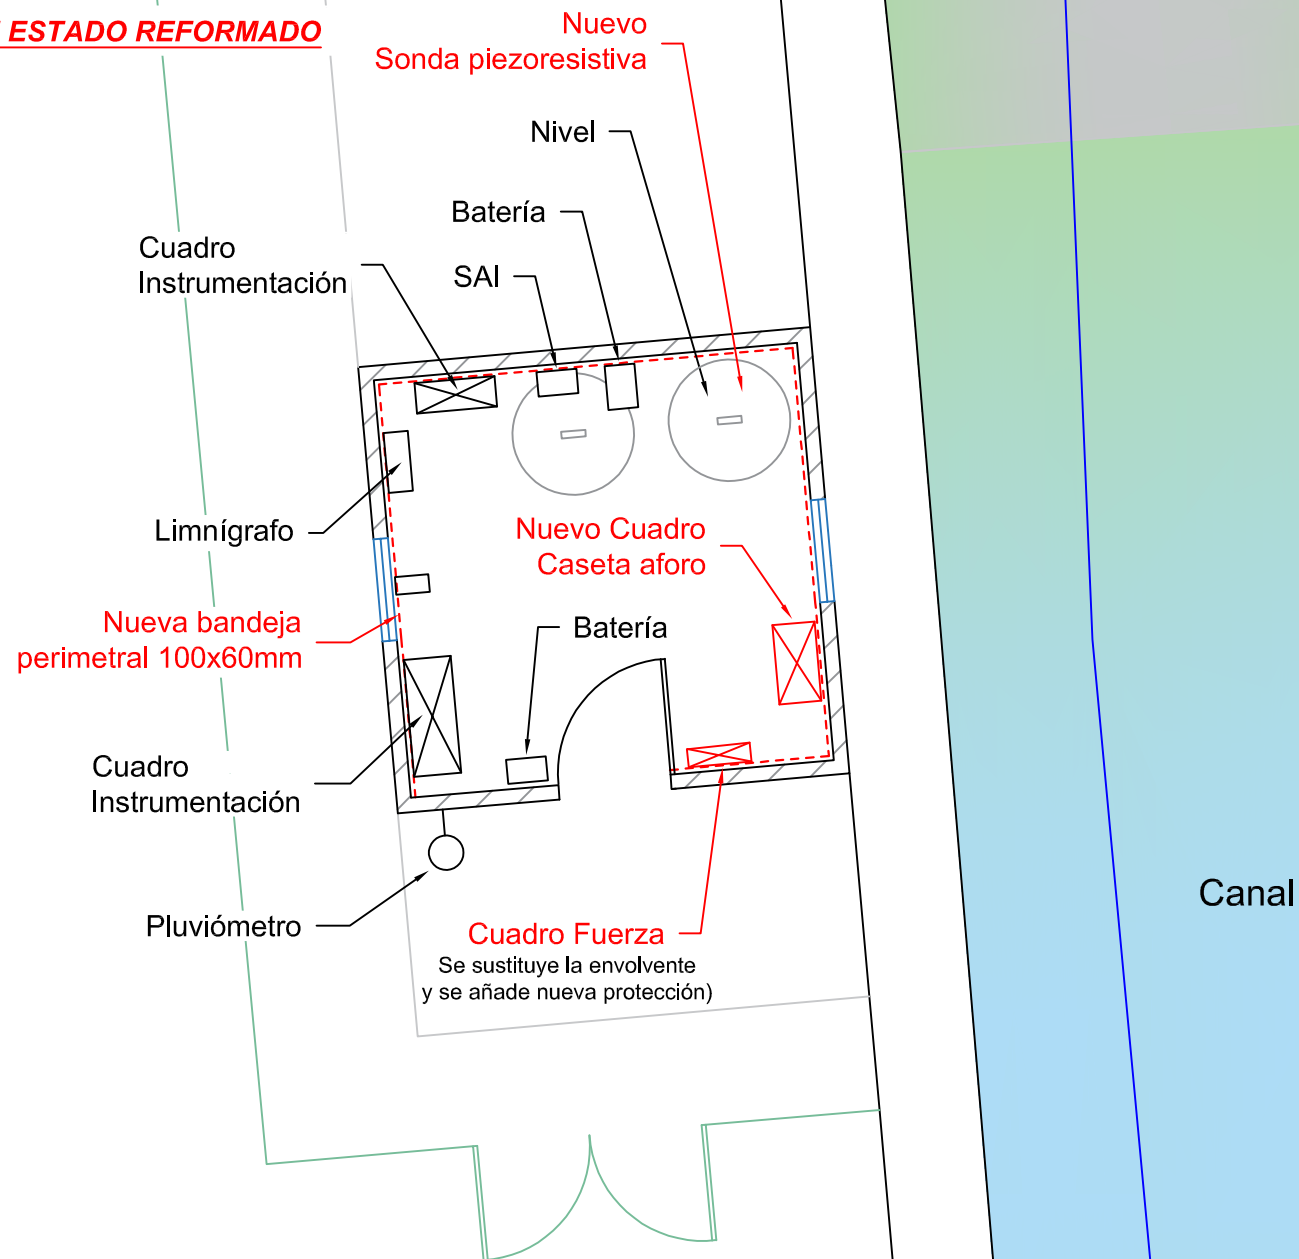 ESTADO REFORMADO
Nuevo
Sonda piezoresistiva
Nivel
Batería
Cuadro
Instrumentación
SAI
Limnígrafo
Nuevo Cuadro
Caseta aforo
Nueva bandeja
perimetral 100x60mm
Batería
Cuadro
Instrumentación
Canal
Pluviómetro
Cuadro Fuerza
Se sustituye la envolvente
y se añade nueva protección)